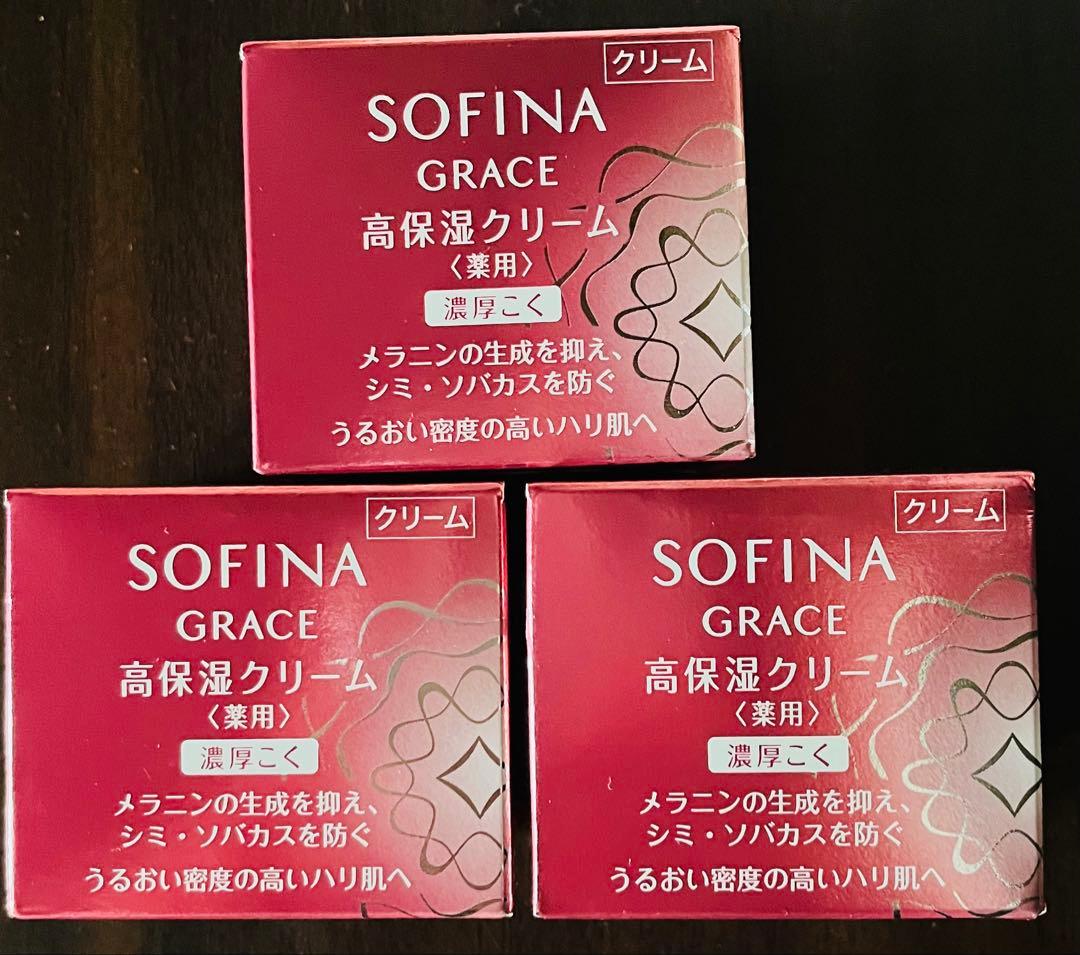 クリーム
SOFINA
GRACE
高保湿クリーム
〈薬用〉
濃厚こく
メラニンの生成を抑え、
シミ・ソバカスを防ぐ
うるおい密度の高いハリ肌へ
クリーム
SOFINA
GRACE
高保湿クリーム
〈薬用〉
濃厚こく
メラニンの生成を抑え、
シミ・ソバカスを防ぐ
うるおい密度の高いハリ肌へ
クリーム
SOFINA
GRACE
高保湿クリーム
〈薬用〉
濃厚こく
メラニンの生成を抑え、
シミ・ソバカスを防ぐ
うるおい密度の高いハリ肌へ